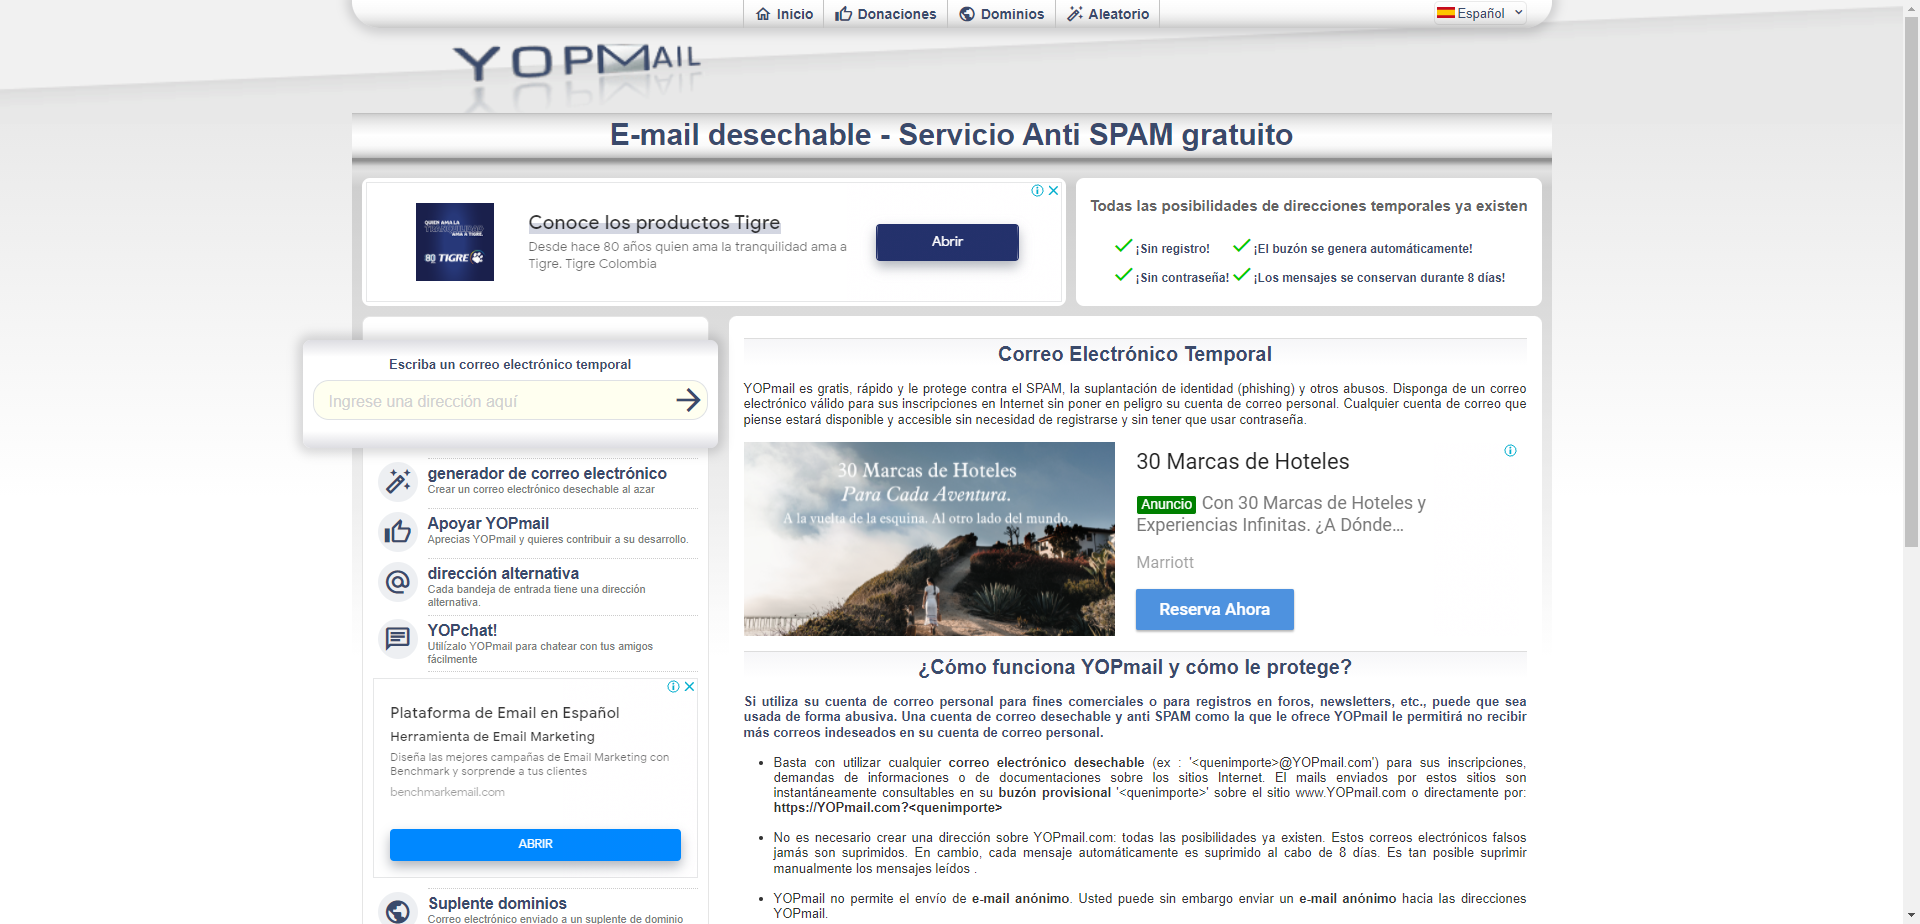 Inicio
Donaciones
Dominios
Aleatorio
Español
YOPMAIL
E-mail desechable - Servicio Anti SPAM gratuito
QUIEN AMA LA
TRANQUILIDAD
AMA A TIGRE.
80 TIGRE
Conoce los productos Tigre
Desde hace 80 años quien ama la tranquilidad ama a
Tigre. Tigre Colombia
Abrir
Todas las posibilidades de direcciones temporales ya existen
¡Sin registro!
¡El buzón se genera automáticamente!
¡Sin contraseña!
¡Los mensajes se conservan durante 8 días!
Escriba un correo electrónico temporal
Ingrese una dirección aquí
generador de correo electrónico
Crear un correo electrónico desechable al azar
Apoyar YOPmail
Aprecias YOPmail y quieres contribuir a su desarrollo.
dirección alternativa
Cada bandeja de entrada tiene una dirección
alternativa.
YOPchat!
Utilízalo YOPmail para chatear con tus amigos
fácilmente
Plataforma de Email en Español
Herramienta de Email Marketing
Diseña las mejores campañas de Email Marketing con
Benchmark y sorprende a tus clientes
benchmarkemail.com
ABRIR
Suplente dominios
Correo electrónico enviado a un suplente de dominio
Correo Electrónico Temporal
YOPmail es gratis, rápido y le protege contra el SPAM, la suplantación de identidad (phishing) y otros abusos. Disponga de un correo
electrónico válido para sus inscripciones en Internet sin poner en peligro su cuenta de correo personal. Cualquier cuenta de correo que
piense estará disponible y accesible sin necesidad de registrarse y sin tener que usar contraseña.
30 Marcas de Hoteles
Para Cada Aventura.
A la vuelta de la esquina. Al otro lado del mundo.
30 Marcas de Hoteles
Anuncio Con 30 Marcas de Hoteles y
Experiencias Infinitas. ¿A Dónde...
Marriott
Reserva Ahora
¿Cómo funciona YOPmail y cómo le protege?
Si utiliza su cuenta de correo personal para fines comerciales o para registros en foros, newsletters, etc., puede que sea
usada de forma abusiva. Una cuenta de correo desechable y anti SPAM como la que le ofrece YOPmail le permitirá no recibir
más correos indeseados en su cuenta de correo personal.
• Basta con utilizar cualquier correo electrónico desechable (ex : '<quenimporte>@YOPmail.com') para sus inscripciones,
demandas de informaciones o de documentaciones sobre los sitios Internet. El mails enviados por estos sitios son
instantáneamente consultables en su buzón provisional '<quenimporte>' sobre el sitio www.YOPmail.com o directamente por:
https://YOPmail.com?<quenimporte>
• No es necesario crear una dirección sobre YOPmail.com: todas las posibilidades ya existen. Estos correos electrónicos falsos
jamás son suprimidos. En cambio, cada mensaje automáticamente es suprimido al cabo de 8 días. Es tan posible suprimir
manualmente los mensajes leídos .
• YOPmail no permite el envío de e-mail anónimo. Usted puede sin embargo enviar un e-mail anónimo hacia las direcciones
YOPmail.